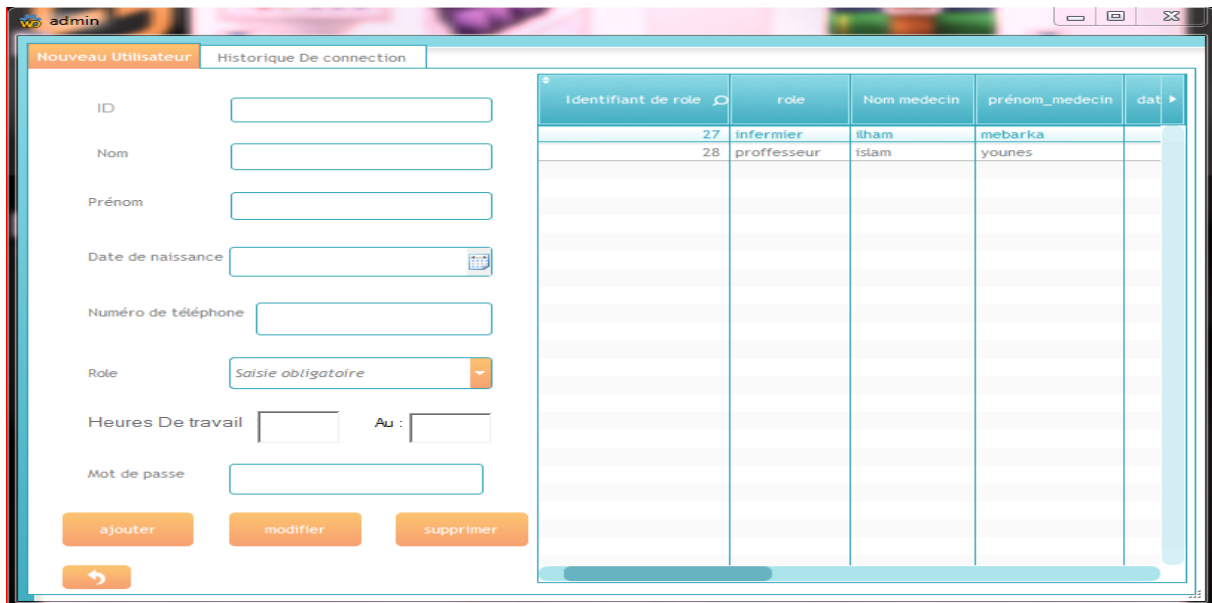 admin
Nouveau Utilisateur
Historique De connection
ID
Nom
Prénom
Date de naissance
Numéro de téléphone
Role
Saisie obligatoire
Heures De travail
Au :
Mot de passe
ajouter
modifier
supprimer
Identifiant de role role Nom medecin prénom_medecin dat
27 infermier ilham mebarka
28 proffesseur islam younes